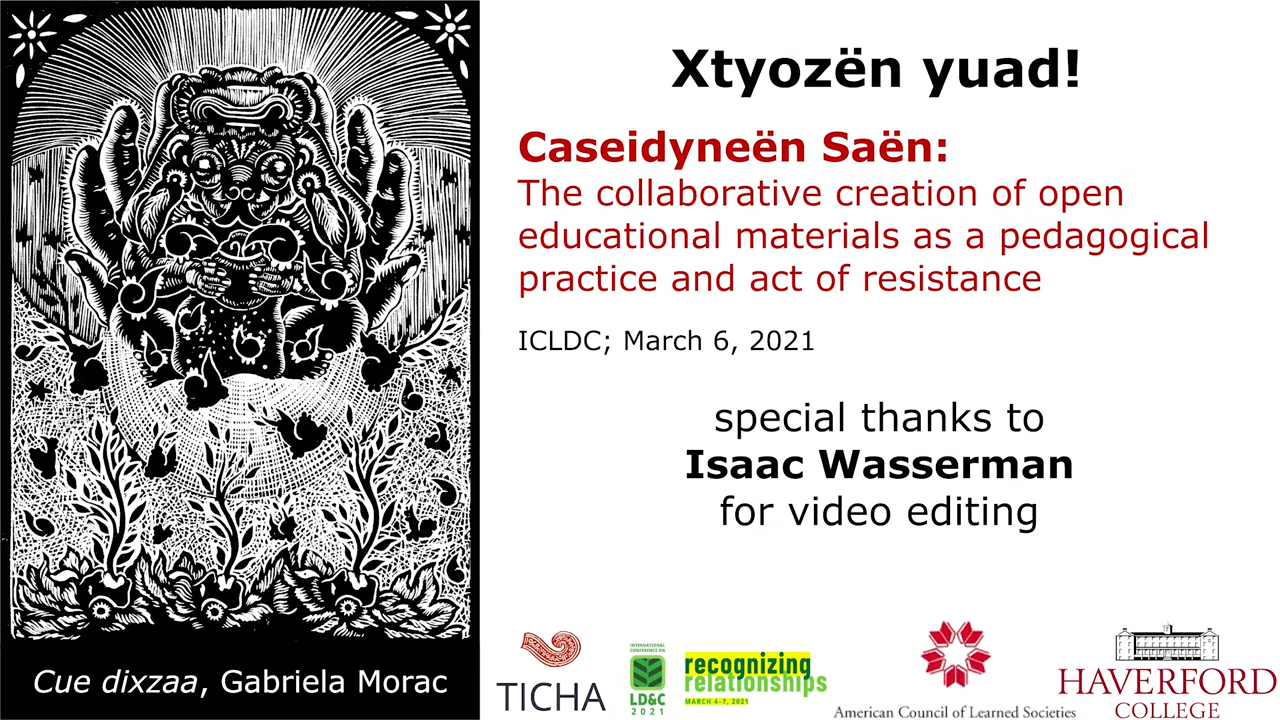 Xtyozën yuad!
Caseidyneën Saën:
The collaborative creation of open
educational materials as a pedagogical
practice and act of resistance
ICLDC; March 6, 2021
special thanks to
Isaac Wasserman
for video editing
Cue dixzaa, Gabriela Morac
TICHA
INTERNATIONAL
CONFERENCE ON
LD&C
2021
recognizing
relationships
MARCH 4-7, 2021
American Council of Learned Societies
HAVERFORD
COLLEGE